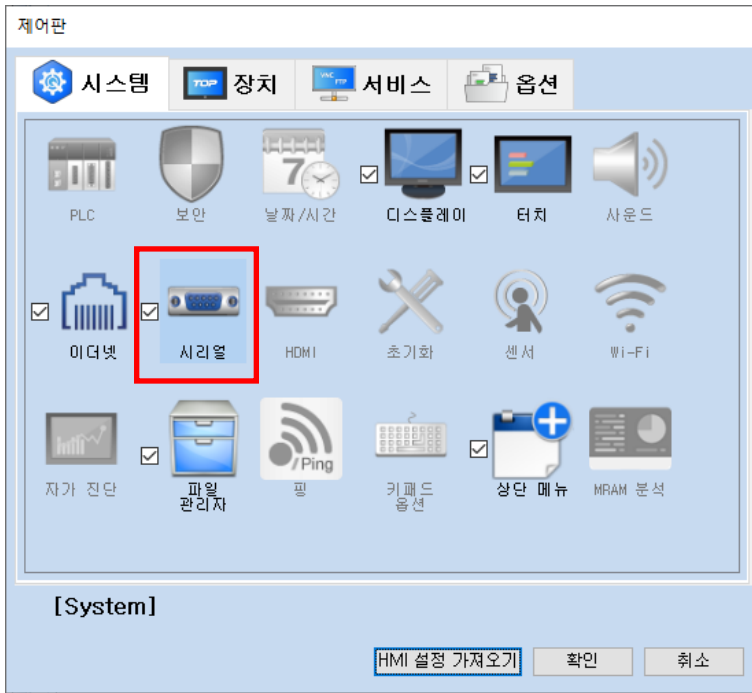 제어판
시스템
TOP 장치
VNC FTP 서비스
옵션
7
PLC
보안
날짜/시간
디스플레이
터치
사운드
이더넷
시리얼
HDMI
초기화
센서
Wi-Fi
/Ping
자가 진단
파일
관리자
핑
키패드
옵션
상단 메뉴
MRAM 분석
[System]
HMI 설정 가져오기
확인
취소